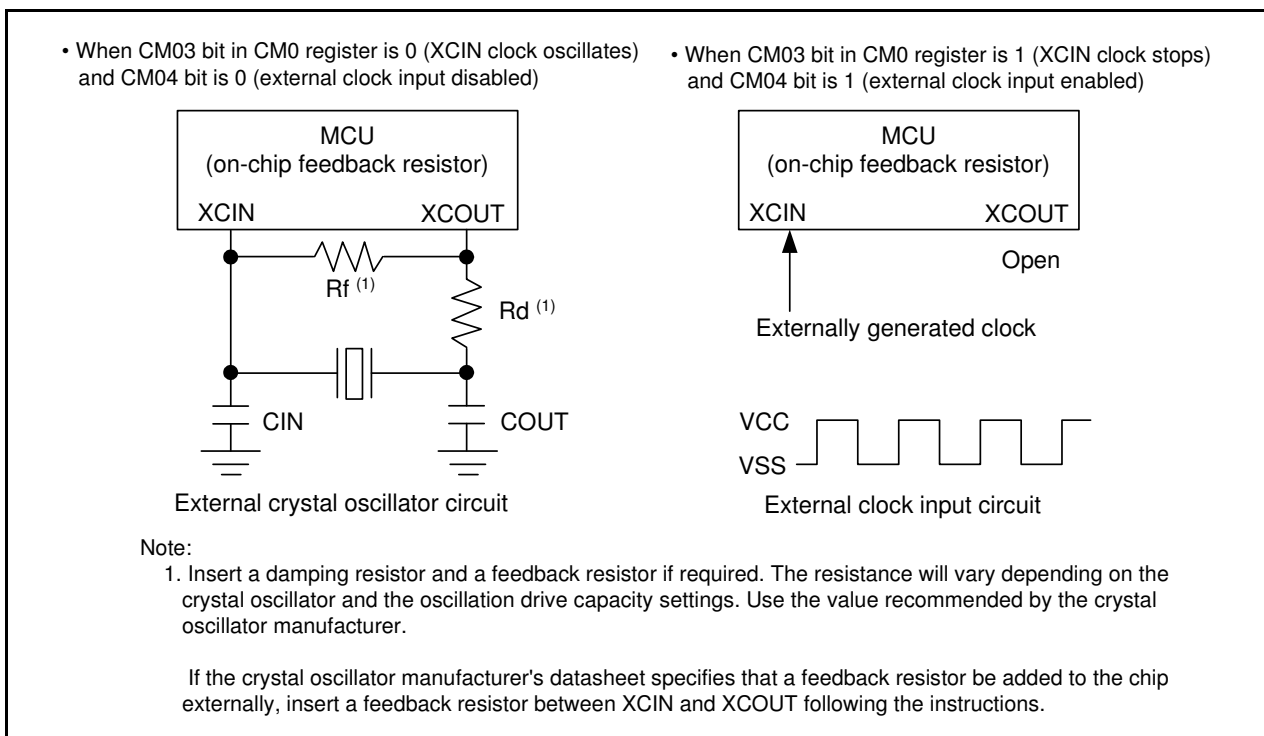 • When CM03 bit in CM0 register is 0 (XCIN clock oscillates)
and CM04 bit is 0 (external clock input disabled)
MCU
(on-chip feedback resistor)
XCIN XCOUT
Rf (1)
Rd (1)
CIN COUT
External crystal oscillator circuit
• When CM03 bit in CM0 register is 1 (XCIN clock stops)
and CM04 bit is 1 (external clock input enabled)
MCU
(on-chip feedback resistor)
XCIN XCOUT
Open
Externally generated clock
VCC
VSS
External clock input circuit
Note:
1. Insert a damping resistor and a feedback resistor if required. The resistance will vary depending on the
crystal oscillator and the oscillation drive capacity settings. Use the value recommended by the crystal
oscillator manufacturer.
If the crystal oscillator manufacturer's datasheet specifies that a feedback resistor be added to the chip
externally, insert a feedback resistor between XCIN and XCOUT following the instructions.